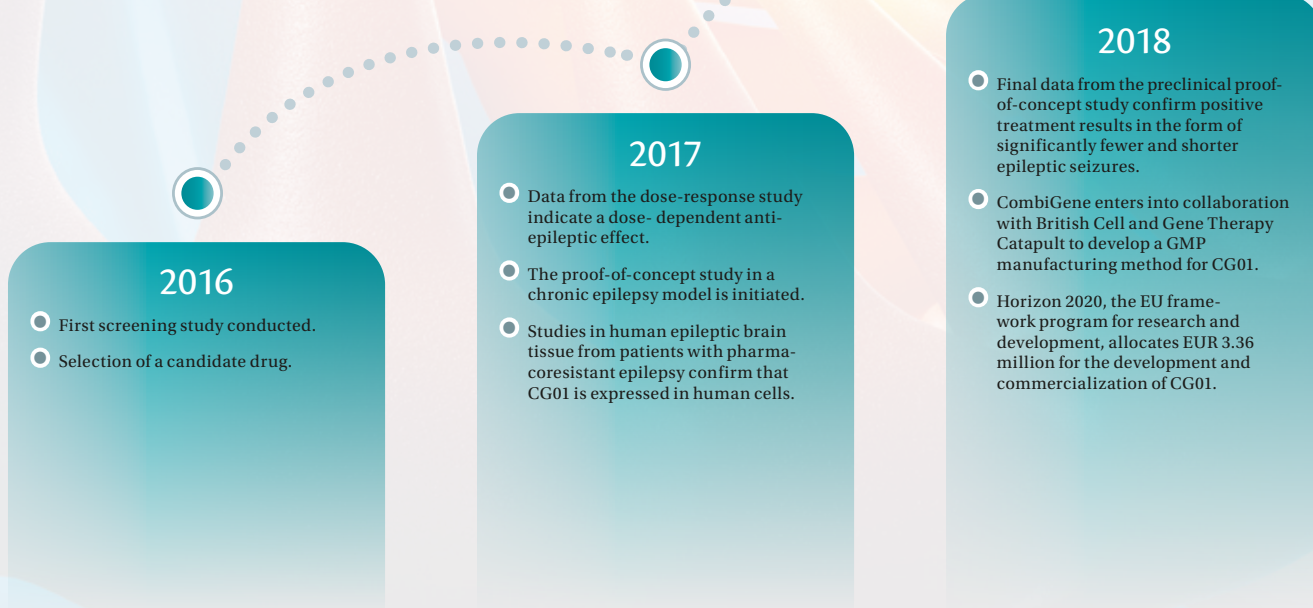 2016
First screening study conducted.
Selection of a candidate drug.
2017
Data from the dose-response study
indicate a dose- dependent anti-
epileptic effect.
The proof-of-concept study in a
chronic epilepsy model is initiated.
Studies in human epileptic brain
tissue from patients with pharma-
coresistant epilepsy confirm that
CG01 is expressed in human cells.
2018
Final data from the preclinical proof-
of-concept study confirm positive
treatment results in the form of
significantly fewer and shorter
epileptic seizures.
CombiGene enters into collaboration
with British Cell and Gene Therapy
Catapult to develop a GMP
manufacturing method for CG01.
Horizon 2020, the EU frame-
work program for research and
development, allocates EUR 3.36
million for the development and
commercialization of CG01.